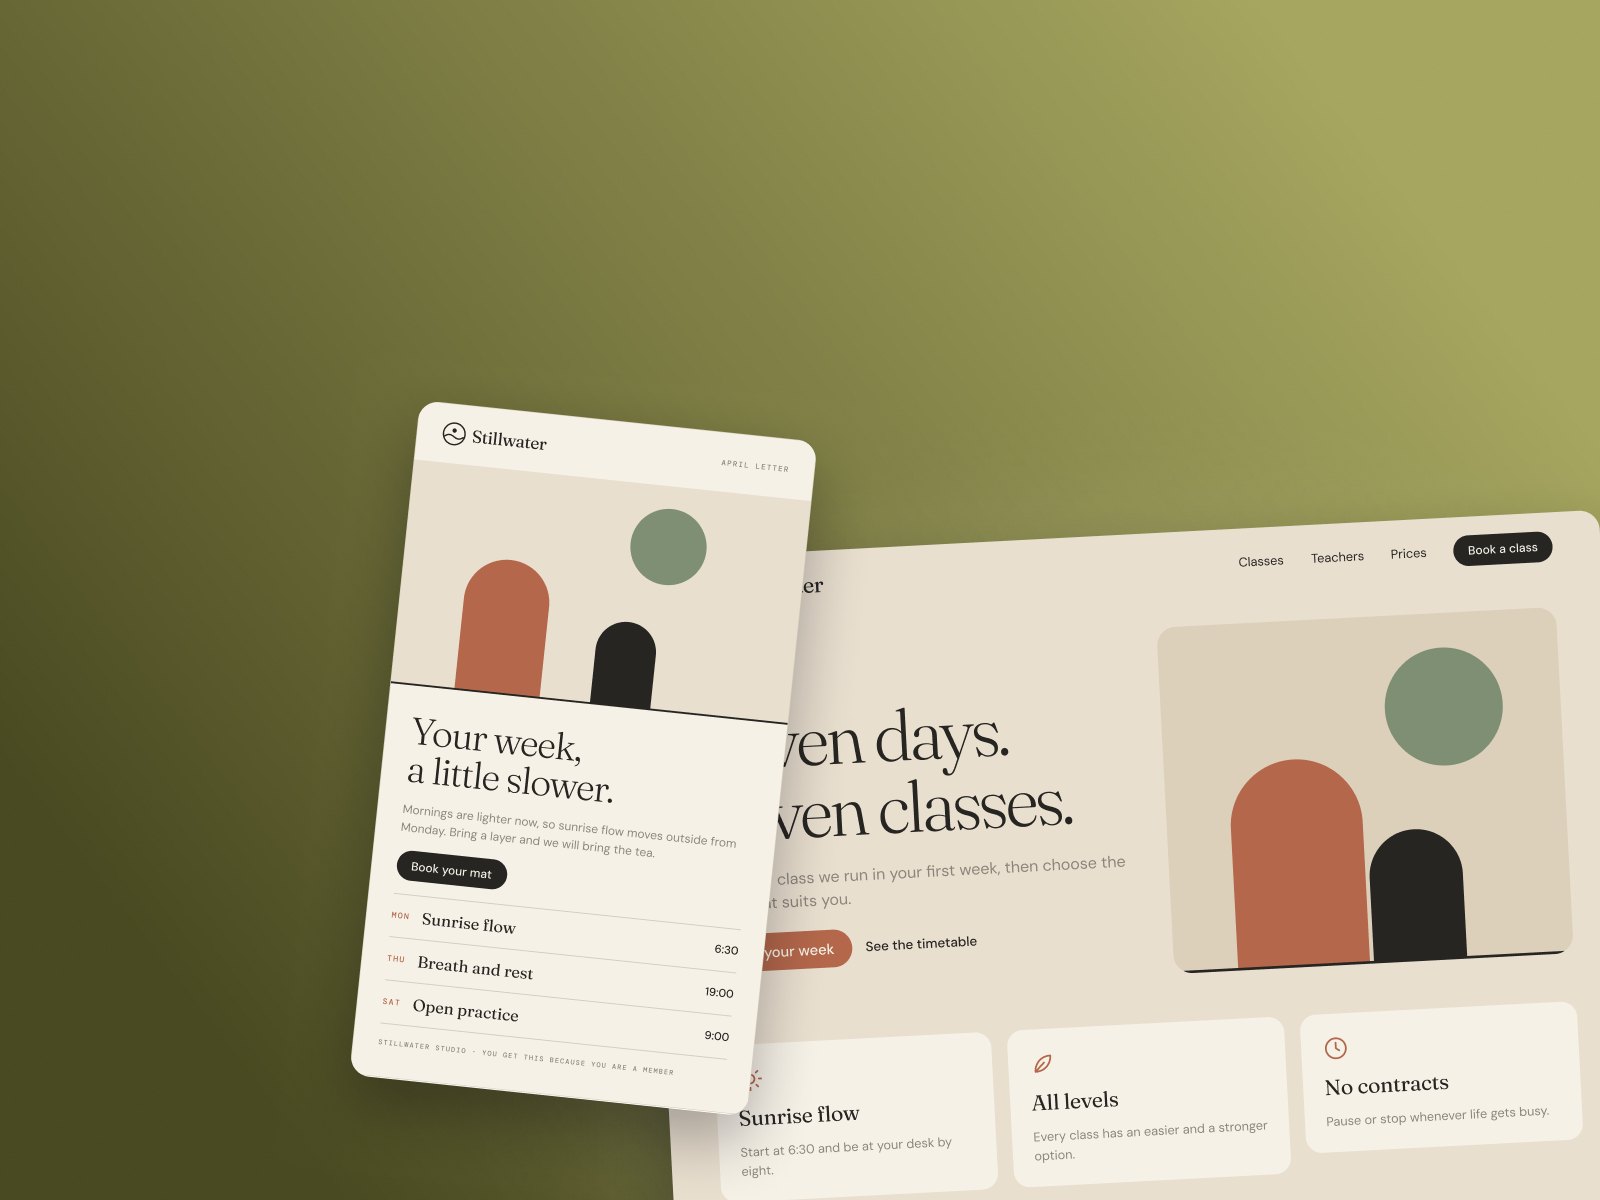 Stillwater
APRIL LETTER
Your week,
a little slower.
Mornings are lighter now, so sunrise flow moves outside from
Monday. Bring a layer and we will bring the tea.
Book your mat
MON Sunrise flow 6:30
THU Breath and rest 19:00
SAT Open practice 9:00
STILLWATER STUDIO - YOU GET THIS BECAUSE YOU ARE A MEMBER
Classes Teachers Prices Book a class
days.
classes.
class we run in your first week, then choose the
suits you.
your week
See the timetable
Sunrise flow
Start at 6:30 and be at your desk by
eight.
All levels
Every class has an easier and a stronger
option.
No contracts
Pause or stop whenever life gets busy.